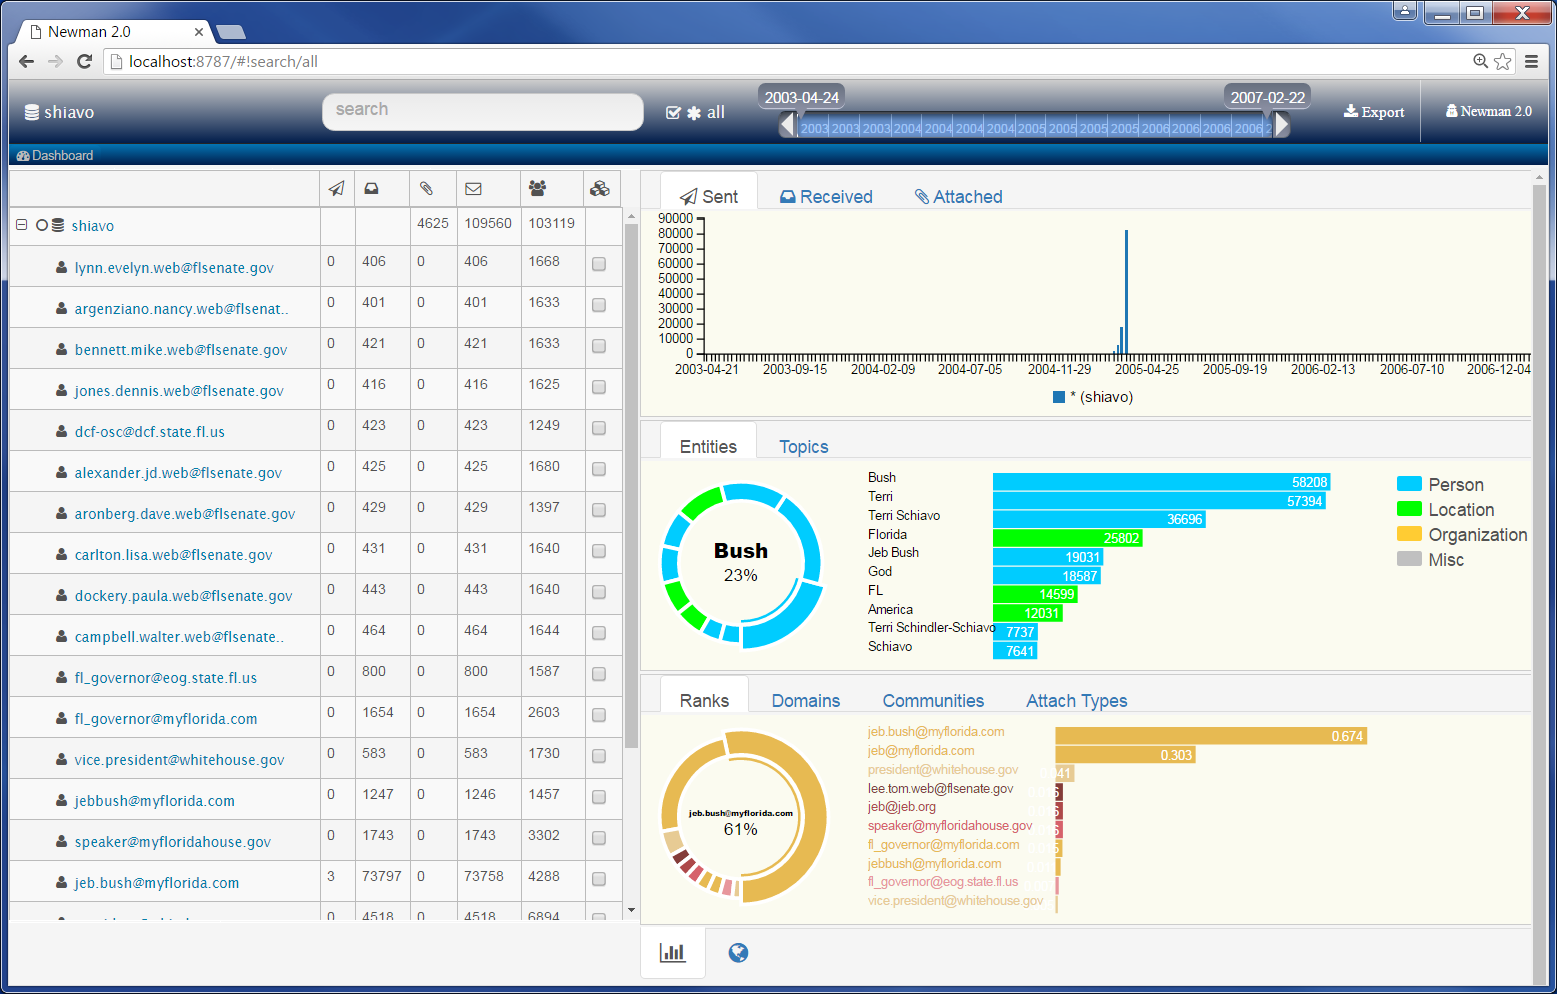 Newman 2.0
localhost:8787/#!search/all
shiavo
search
all
2003-04-24
2007-02-22
2003 2003 2003 2004 2004 2004 2004 2005 2005 2005 2005 2006 2006 2006 2006 2
Export
Newman 2.0
Dashboard
shiavo 4625 109560 103119
lynn.evelyn.web@flsenate.gov 0 406 0 406 1668
argenziano.nancy.web@flsenat.. 0 401 0 401 1633
bennett.mike.web@flsenate.gov 0 421 0 421 1633
jones.dennis.web@flsenate.gov 0 416 0 416 1625
dcf-osc@dcf.state.fl.us 0 423 0 423 1249
alexander.jd.web@flsenate.gov 0 425 0 425 1680
aronberg.dave.web@flsenate.gov 0 429 0 429 1397
carlton.lisa.web@flsenate.gov 0 431 0 431 1640
dockery.paula.web@flsenate.gov 0 443 0 443 1640
campbell.walter.web@flsenate.. 0 464 0 464 1644
fl_governor@eog.state.fl.us 0 800 0 800 1587
fl_governor@myflorida.com 0 1654 0 1654 2603
vice.president@whitehouse.gov 0 583 0 583 1730
jebbush@myflorida.com 0 1247 0 1246 1457
speaker@myfloridahouse.gov 0 1743 0 1743 3302
jeb.bush@myflorida.com 3 73797 0 73758 4288
0 4518 0 4518 6894
Sent Received Attached
90000
80000
70000
60000
50000
40000
30000
20000
10000
0
2003-04-21 2003-09-15 2004-02-09 2004-07-05 2004-11-29 2005-04-25 2005-09-19 2006-02-13 2006-07-10 2006-12-04
* (shiavo)
Entities Topics
Bush
23%
Bush 58208
Terri 57394
Terri Schiavo 36696
Florida 25802
Jeb Bush 19031
God 18587
FL 14599
America 12031
Terri Schindler-Schiavo 7737
Schiavo 7641
Person
Location
Organization
Misc
Ranks Domains Communities Attach Types
jeb.bush@myflorida.com
61%
jeb.bush@myflorida.com 0.674
jeb@myflorida.com 0.303
president@whitehouse.gov
lee.tom.web@flsenate.gov
jeb@jeb.org
speaker@myfloridahouse.gov
fl_governor@myflorida.com
jebbush@myflorida.com
fl_governor@eog.state.fl.us
vice.president@whitehouse.gov